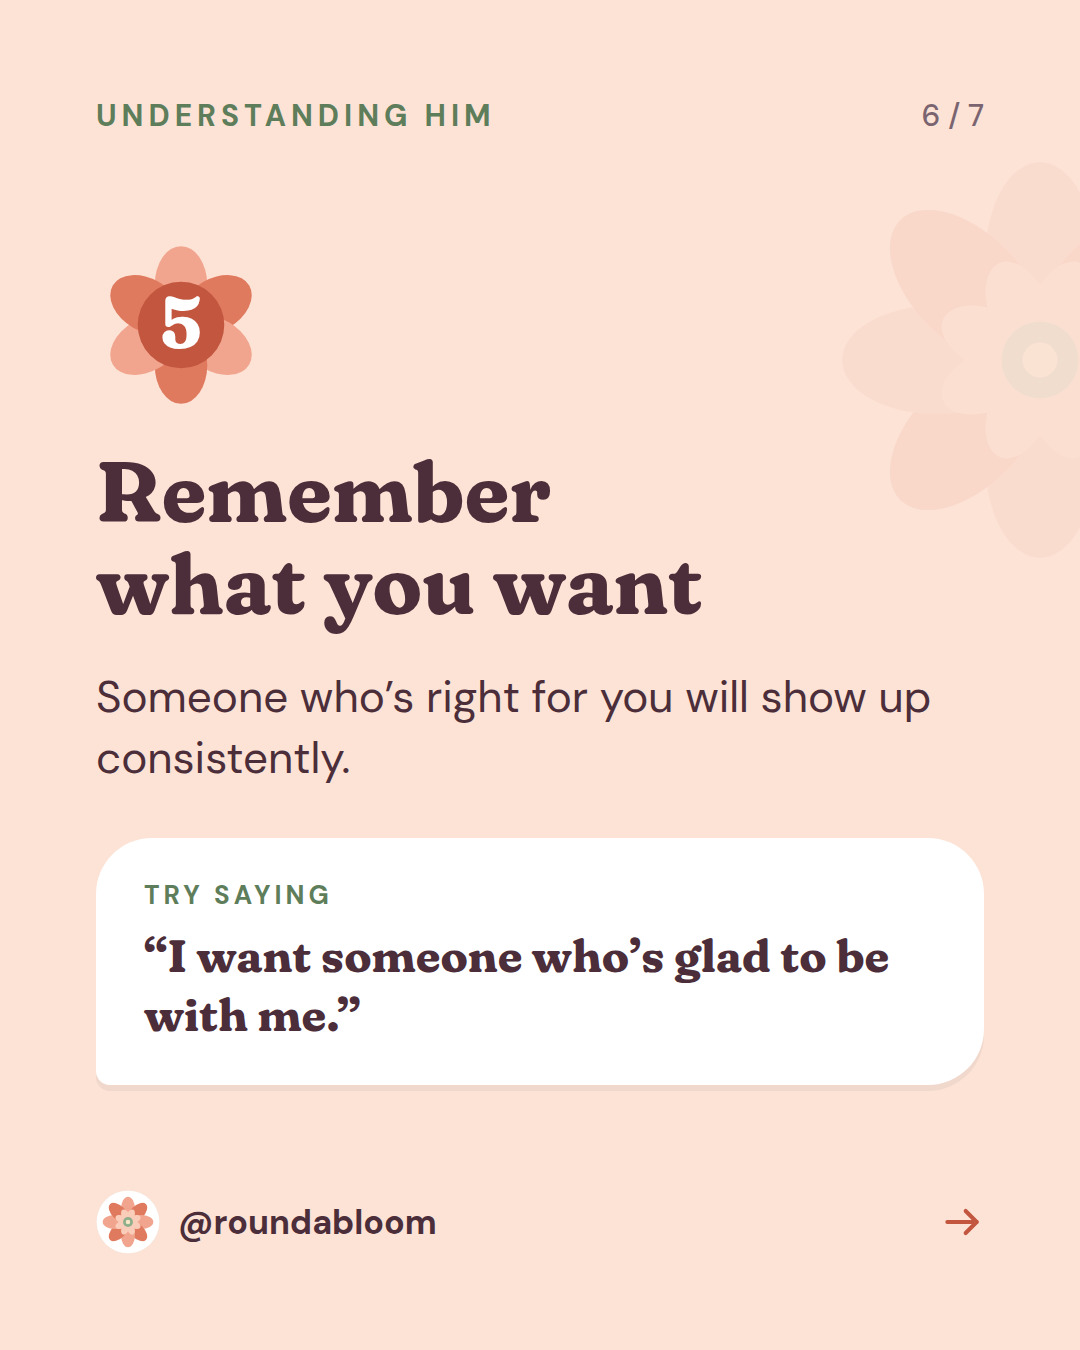 UNDERSTANDING HIM
6 / 7
5
Remember
what you want
Someone who’s right for you will show up
consistently.
TRY SAYING
“I want someone who’s glad to be
with me.”
@roundabloom